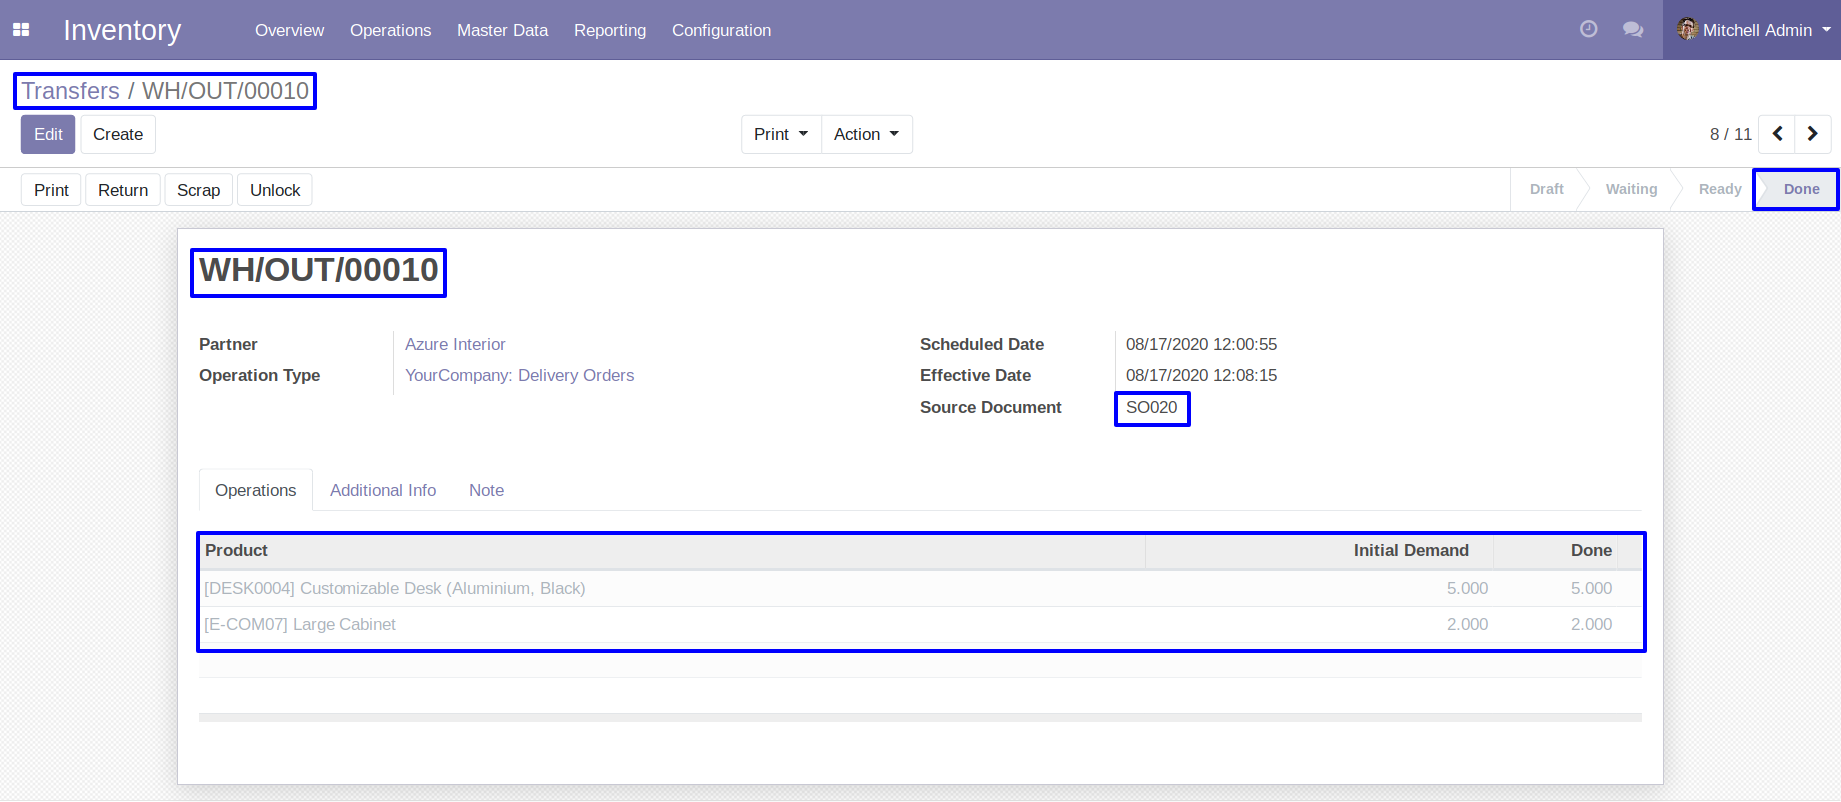 Inventory Overview Operations Master Data Reporting Configuration Mitchell Admin
Transfers / WH/OUT/00010
Edit Create Print Action 8 / 11
Print Return Scrap Unlock Draft Waiting Ready Done
WH/OUT/00010
Partner Azure Interior Scheduled Date 08/17/2020 12:00:55
Operation Type YourCompany: Delivery Orders Effective Date 08/17/2020 12:08:15
Source Document SO020
Operations Additional Info Note
Product Initial Demand Done
[DESK0004] Customizable Desk (Aluminium, Black) 5.000 5.000
[E-COM07] Large Cabinet 2.000 2.000